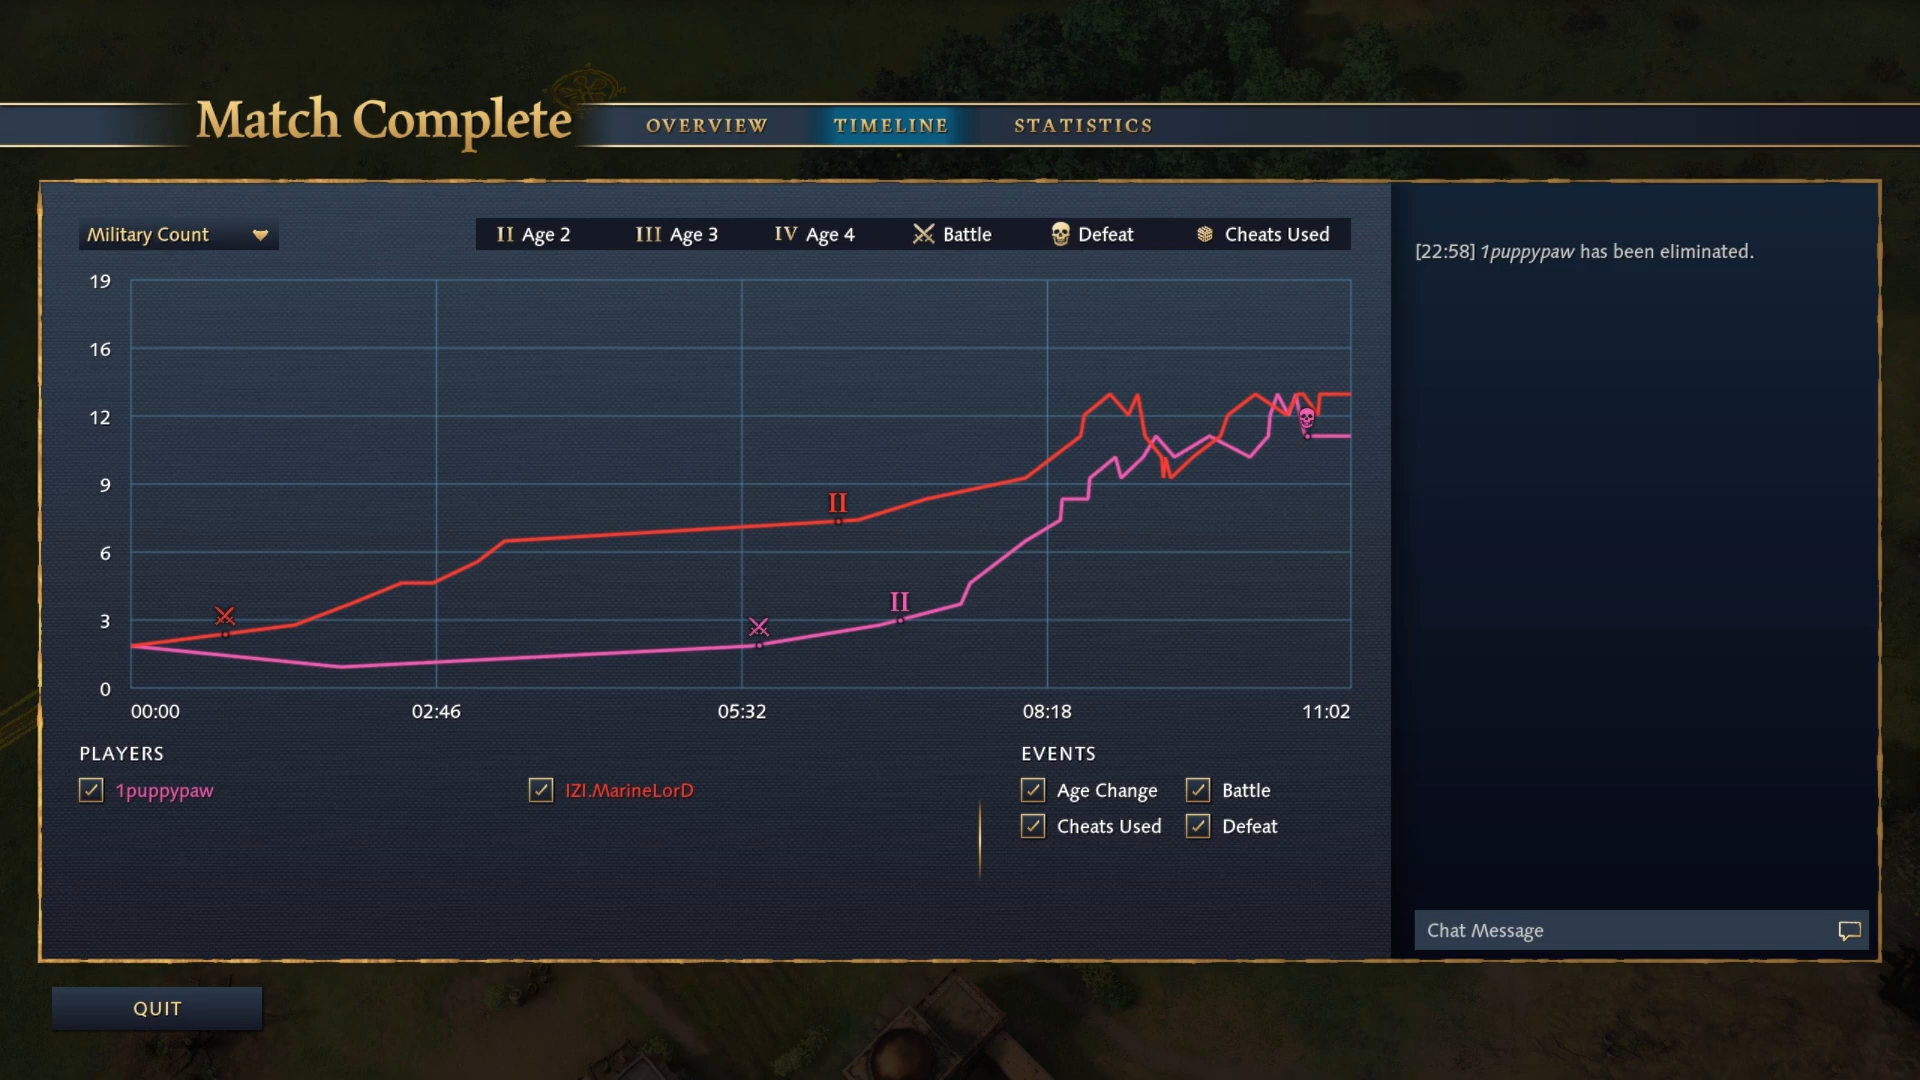 Match Complete
OVERVIEW
TIMELINE
STATISTICS
Military Count
II Age 2
III Age 3
IV Age 4
Battle
Defeat
Cheats Used
[22:58] 1puppypaw has been eliminated.
19
16
12
9
6
3
0
II
II
00:00
02:46
05:32
08:18
11:02
PLAYERS
1puppypaw
IZI.MarineLorD
EVENTS
Age Change
Battle
Cheats Used
Defeat
Chat Message
QUIT